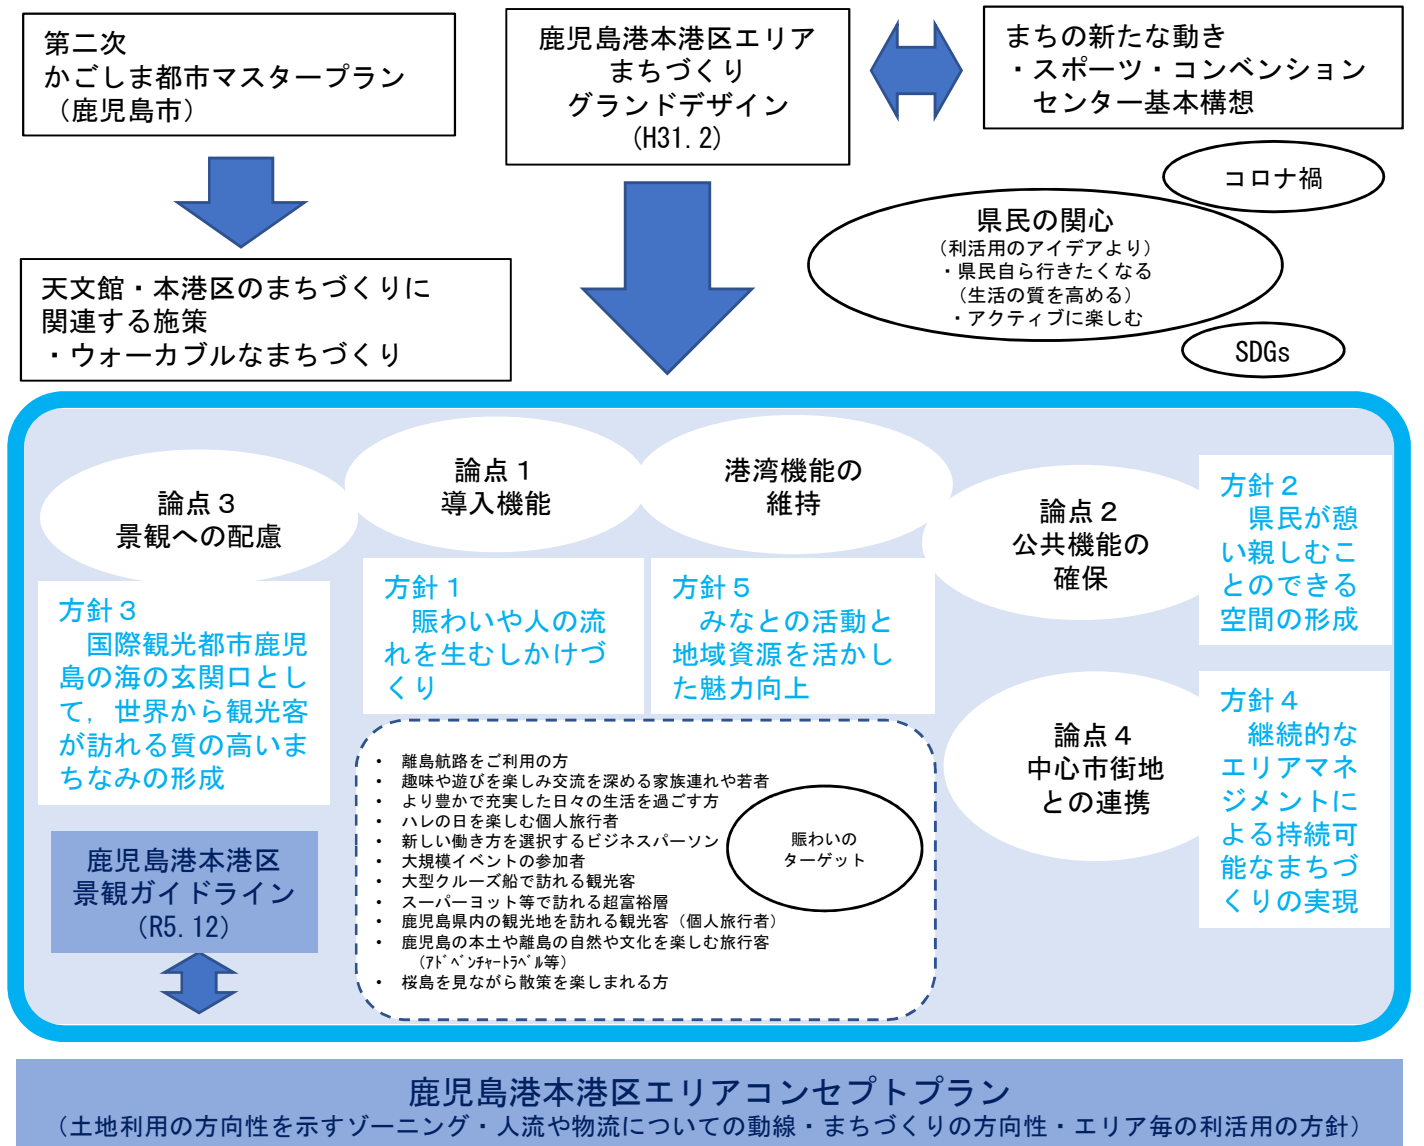 第二次
かごしま都市マスタープラン
（鹿児島市）
鹿児島港本港区エリア
まちづくり
グランドデザイン
(H31.2)
まちの新たな動き
・スポーツ・コンベンション
センター基本構想
コロナ禍
県民の関心
（利活用のアイデアより）
・県民自ら行きたくなる
（生活の質を高める）
・アクティブに楽しむ
SDGs
天文館・本港区のまちづくりに
関連する施策
・ウォーカブルなまちづくり
論点３
景観への配慮
論点１
導入機能
港湾機能の
維持
論点２
公共機能の
確保
方針２
県民が憩
い親しむこ
とのできる
空間の形成
方針３
国際観光都市鹿児
島の海の玄関口とし
て，世界から観光客
が訪れる質の高いま
ちなみの形成
方針１
賑わいや人の流
れを生むしかけづ
くり
方針５
みなとの活動と
地域資源を活かし
た魅力向上
論点４
中心市街地
との連携
方針４
継続的な
エリアマネ
ジメントに
よる持続可
能なまちづ
くりの実現
・離島航路をご利用の方
・趣味や遊びを楽しみ交流を深める家族連れや若者
・より豊かで充実した日々の生活を過ごす方
・ハレの日を楽しむ個人旅行者
・新しい働き方を選択するビジネスパーソン
・大規模イベントの参加者
・大型クルーズ船で訪れる観光客
・スーパーヨット等で訪れる超富裕層
・鹿児島県内の観光地を訪れる観光客（個人旅行者）
・鹿児島の本土や離島の自然や文化を楽しむ旅行客
（ｱﾄﾞﾍﾞﾝﾁｬｰﾄﾗﾍﾞﾙ等）
・桜島を見ながら散策を楽しまれる方
賑わいの
ターゲット
鹿児島港本港区
景観ガイドライン
(R5.12)
鹿児島港本港区エリアコンセプトプラン
（土地利用の方向性を示すゾーニング・人流や物流についての動線・まちづくりの方向性・エリア毎の利活用の方針）